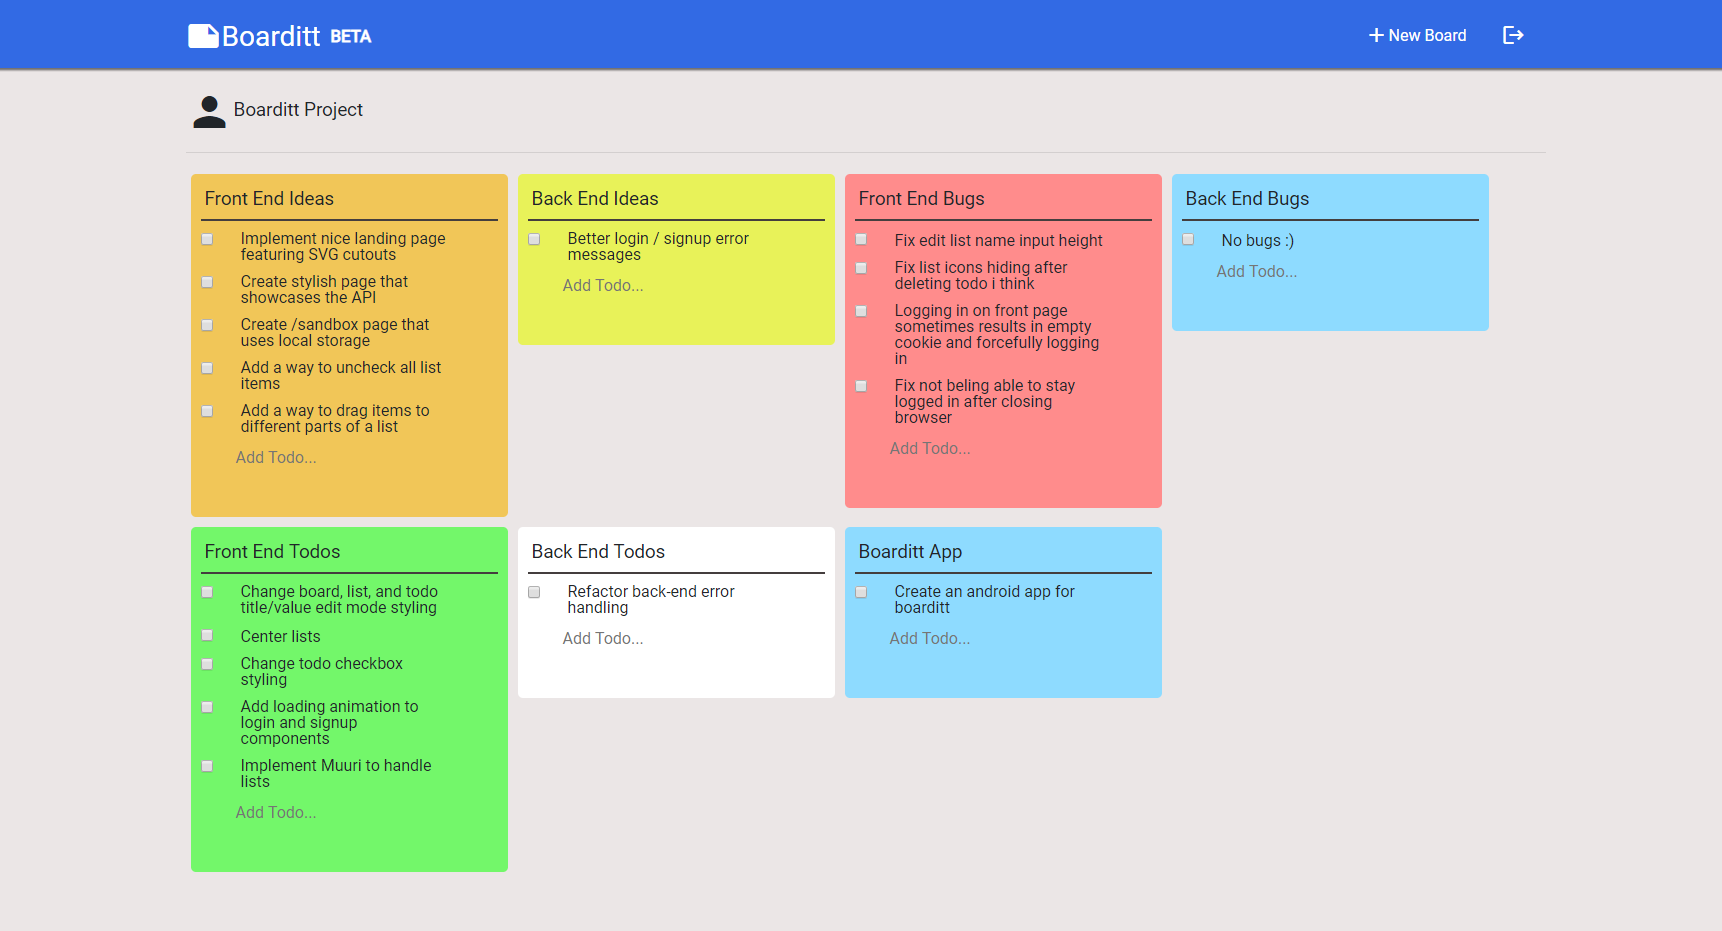 Boarditt BETA
New Board
Boarditt Project
Front End Ideas
Implement nice landing page
featuring SVG cutouts
Create stylish page that
showcases the API
Create /sandbox page that
uses local storage
Add a way to uncheck all list
items
Add a way to drag items to
different parts of a list
Add Todo...
Back End Ideas
Better login / signup error
messages
Add Todo...
Front End Bugs
Fix edit list name input height
Fix list icons hiding after
deleting todo i think
Logging in on front page
sometimes results in empty
cookie and forcefully logging
in
Fix not beling able to stay
logged in after closing
browser
Add Todo...
Back End Bugs
No bugs :)
Add Todo...
Front End Todos
Change board, list, and todo
title/value edit mode styling
Center lists
Change todo checkbox
styling
Add loading animation to
login and signup
components
Implement Muuri to handle
lists
Add Todo...
Back End Todos
Refactor back-end error
handling
Add Todo...
Boarditt App
Create an android app for
boarditt
Add Todo...